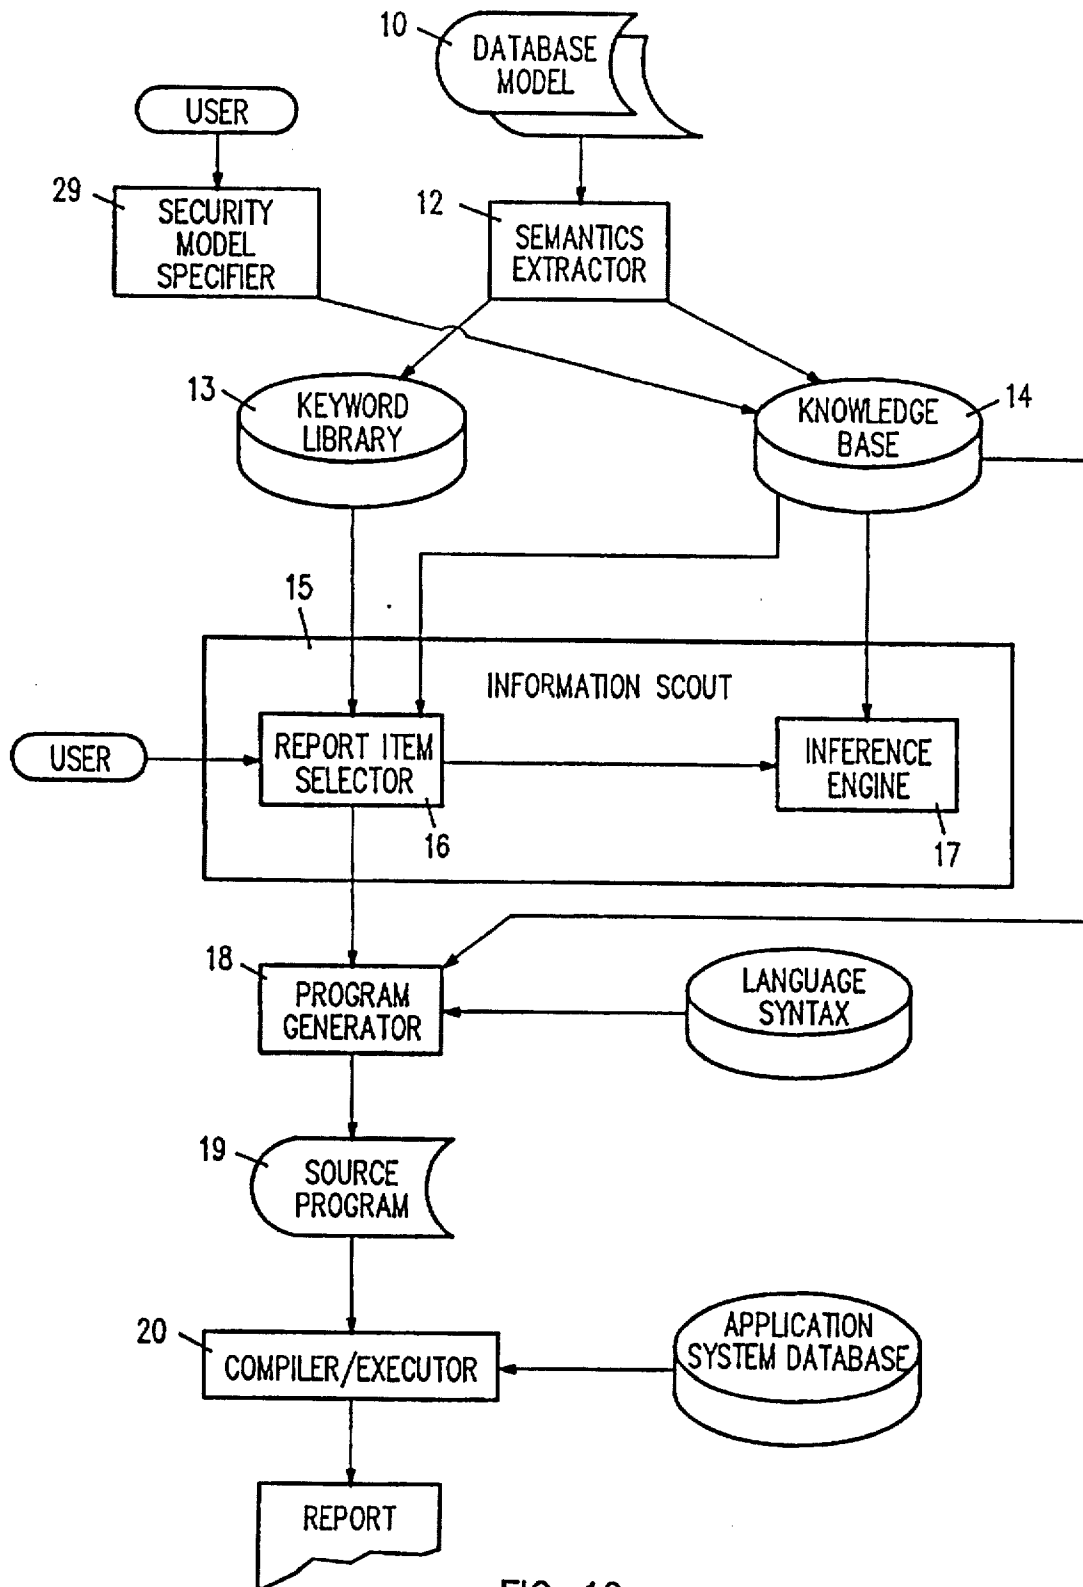 10
DATABASE
MODEL
USER
29
SECURITY
MODEL
SPECIFIER
12
SEMANTICS
EXTRACTOR
13
KEYWORD
LIBRARY
KNOWLEDGE
BASE
14
15
INFORMATION SCOUT
USER
REPORT ITEM
SELECTOR
16
INFERENCE
ENGINE
17
18
PROGRAM
GENERATOR
LANGUAGE
SYNTAX
19
SOURCE
PROGRAM
20
COMPILER/EXECUTOR
APPLICATION
SYSTEM DATABASE
REPORT